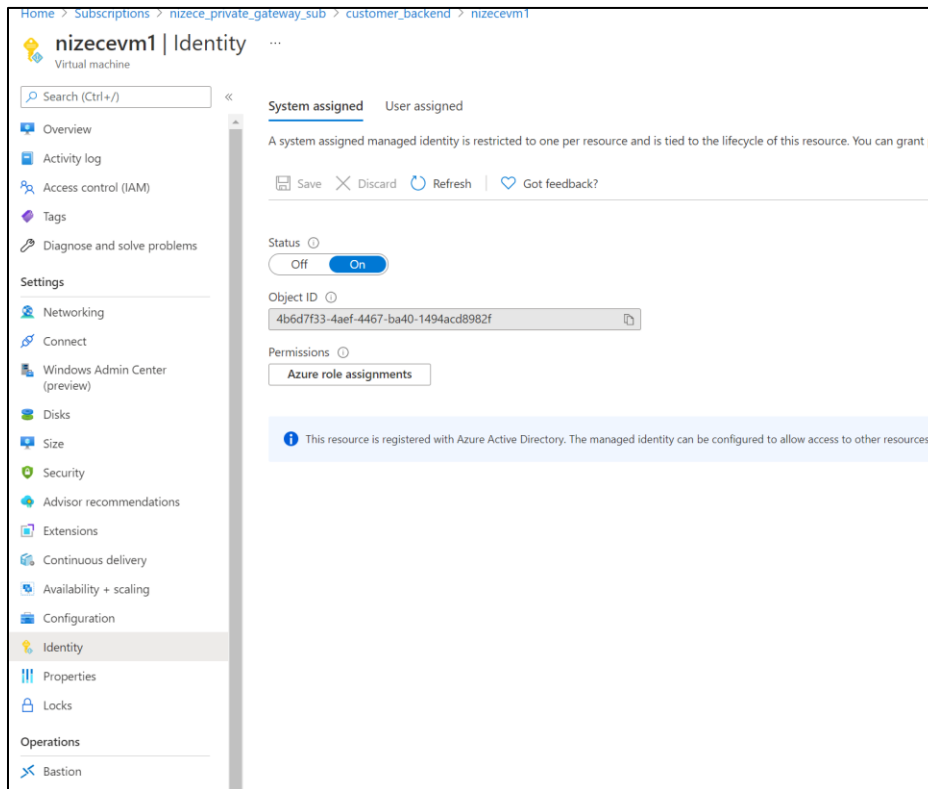 Home > Subscriptions > nizece_private_gateway_sub > customer_backend > nizecevm1
nizecevm1 | Identity ...
Virtual machine
Search (Ctrl+/)
«
Overview
Activity log
Access control (IAM)
Tags
Diagnose and solve problems
Settings
Networking
Connect
Windows Admin Center
(preview)
Disks
Size
Security
Advisor recommendations
Extensions
Continuous delivery
Availability + scaling
Configuration
Identity
Properties
Locks
Operations
Bastion
System assigned User assigned
A system assigned managed identity is restricted to one per resource and is tied to the lifecycle of this resource. You can grant
Save Discard Refresh Got feedback?
Status
Off On
Object ID
4b6d7f33-4aef-4467-ba40-1494acd8982f
Permissions
Azure role assignments
This resource is registered with Azure Active Directory. The managed identity can be configured to allow access to other resources